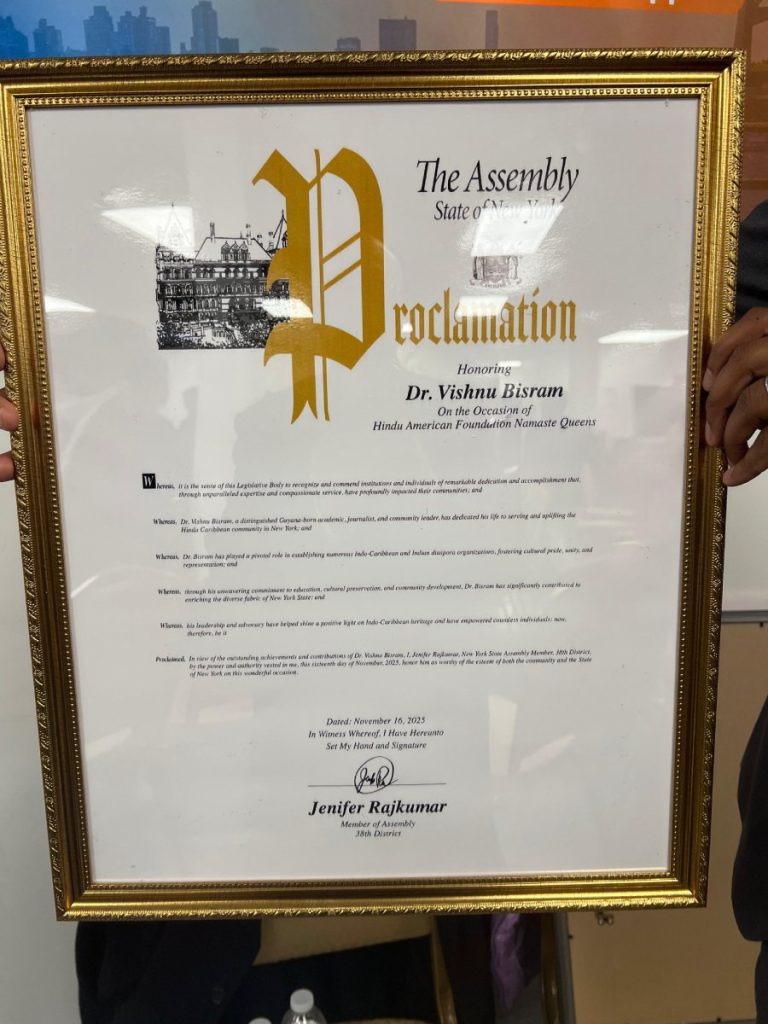 The Assembly
State of New York
Proclamation
Honoring
Dr. Vishnu Bisram
On the Occasion of
Hindu American Foundation Namaste Queens
Whereas, it is the sense of this Legislative Body to recognize and commend institutions and individuals of remarkable dedication and accomplishment that,
through unparalleled expertise and compassionate service, have profoundly impacted their communities; and
Whereas, Dr. Vishnu Bisram, a distinguished Guyana-born academic, journalist, and community leader, has dedicated his life to serving and uplifting the
Hindu Caribbean community in New York; and
Whereas, Dr. Bisram has played a pivotal role in establishing numerous Indo-Caribbean and Indian diaspora organizations, fostering cultural pride, unity, and
representation; and
Whereas, through his unwavering commitment to education, cultural preservation, and community development, Dr. Bisram has significantly contributed to
enriching the diverse fabric of New York State; and
Whereas, his leadership and advocacy have helped shine a positive light on Indo-Caribbean heritage and have empowered countless individuals; now,
therefore, be it
Proclaimed, In view of the outstanding achievements and contributions of Dr. Vishnu Bisram, I, Jenifer Rajkumar, New York State Assembly Member, 38th District,
by the power and authority vested in me, this sixteenth day of November, 2025, honor him as worthy of the esteem of both the community and the State
of New York on this wonderful occasion.
Dated: November 16, 2025
In Witness Whereof, I Have Hereunto
Set My Hand and Signature
Jenifer Rajkumar
Member of Assembly
38th District